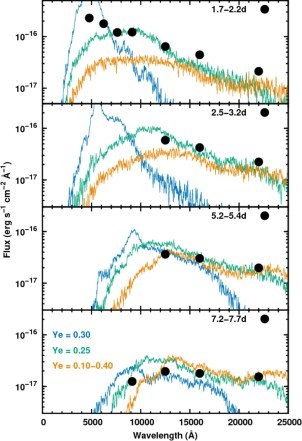 1.7−2.2d
10⁻¹⁶
10⁻¹⁷
2.5−3.2d
10⁻¹⁶
10⁻¹⁷
Flux (erg s⁻¹ cm⁻² Å⁻¹)
5.2−5.4d
10⁻¹⁶
10⁻¹⁷
7.2−7.7d
10⁻¹⁶
Ye = 0.30
Ye = 0.25
Ye = 0.10−0.40
10⁻¹⁷
0 5000 10000 15000 20000 25000
Wavelength (Å)